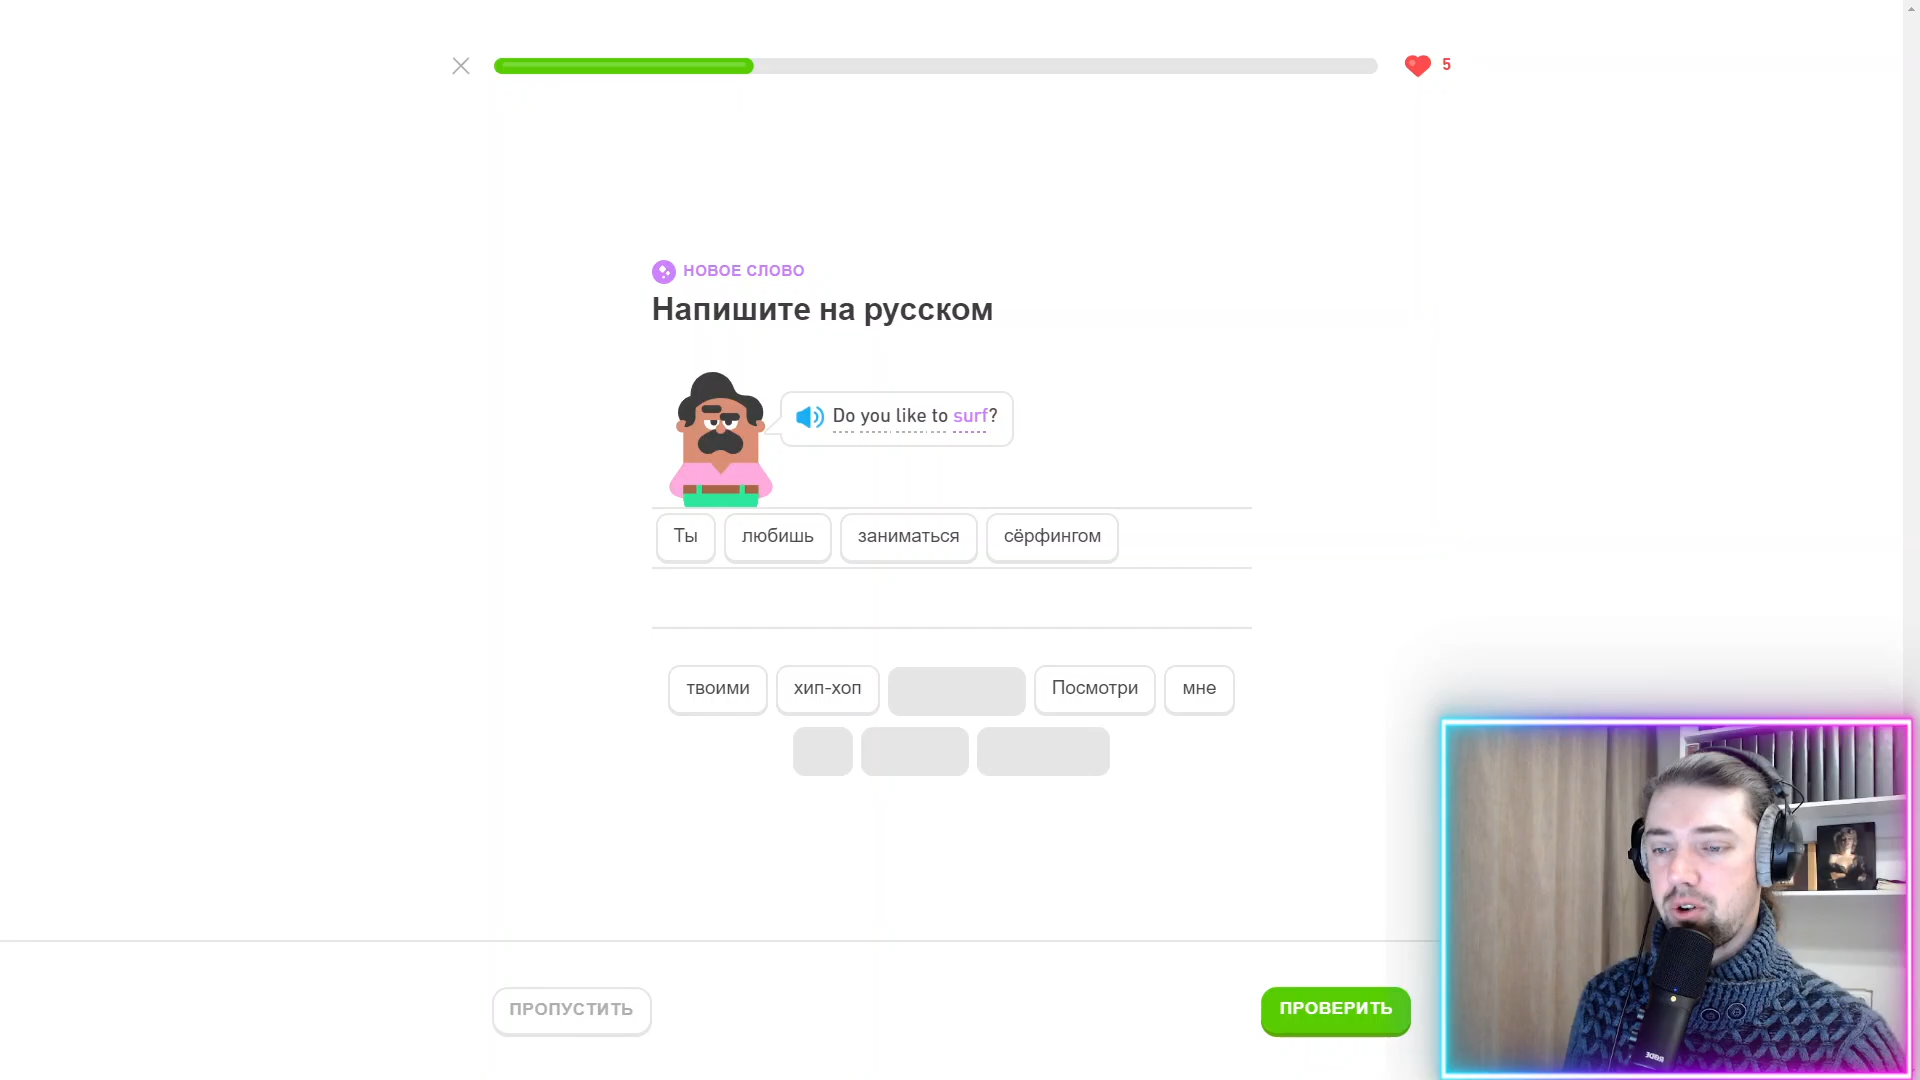 5
НОВОЕ СЛОВО
Напишите на русском
Do you like to surf?
Ты любишь заниматься сёрфингом
твоими хип-хоп Посмотри мне
ПРОПУСТИТЬ ПРОВЕРИТЬ